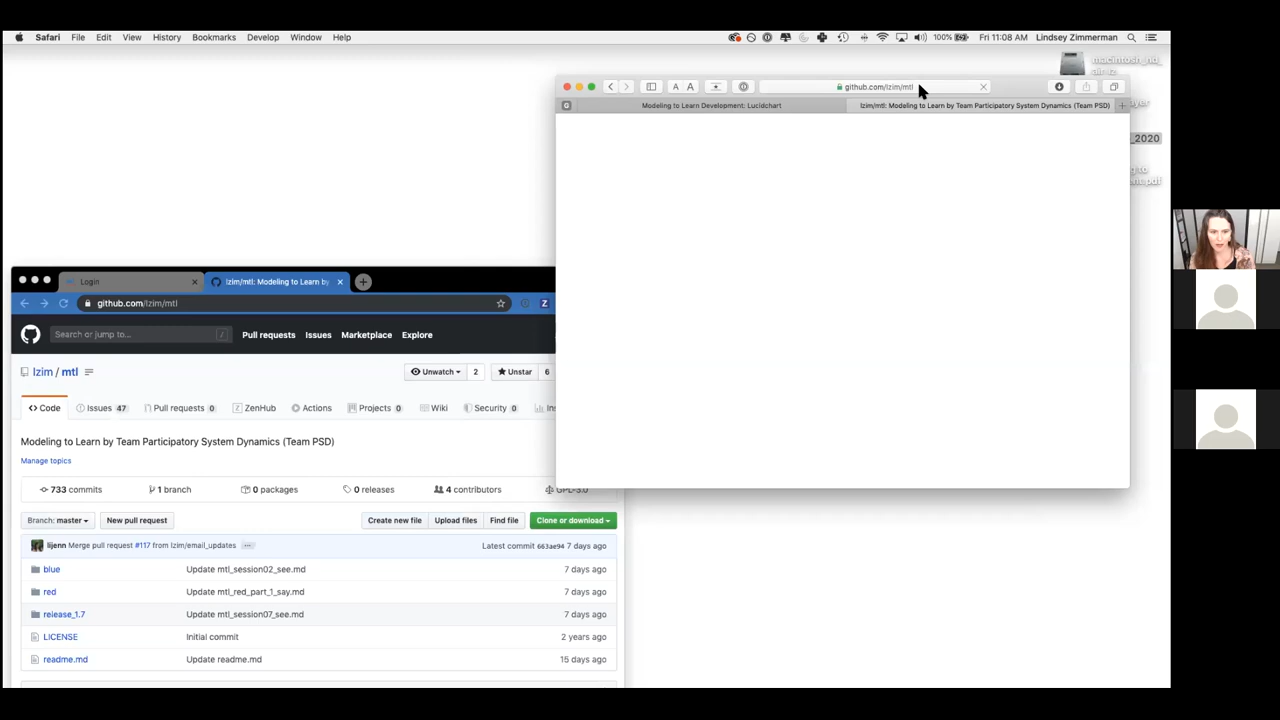 Safari File Edit View History Bookmarks Develop Window Help 100% Fri 11:08 AM Lindsey Zimmerman
macintosh_hd_
air_lz
A A github.com/lzim/mtl
Modeling to Learn Development: Lucidchart lzim/mtl: Modeling to Learn by Team Participatory System Dynamics (Team PSD)
_2020
Login lzim/mtl: Modeling to Learn by
github.com/lzim/mtl
Search or jump to... / Pull requests Issues Marketplace Explore
lzim / mtl Unwatch 2 Unstar 6
Code Issues 47 Pull requests 0 ZenHub Actions Projects 0 Wiki Security 0
Modeling to Learn by Team Participatory System Dynamics (Team PSD)
Manage topics
733 commits 1 branch 0 packages 0 releases 4 contributors GPL-3.0
Branch: master New pull request Create new file Upload files Find file Clone or download
lijenn Merge pull request #117 from lzim/email_updates ... Latest commit 663ae94 7 days ago
blue Update mtl_session02_see.md 7 days ago
red Update mtl_red_part_1_say.md 7 days ago
release_1.7 Update mtl_session07_see.md 7 days ago
LICENSE Initial commit 2 years ago
readme.md Update readme.md 15 days ago